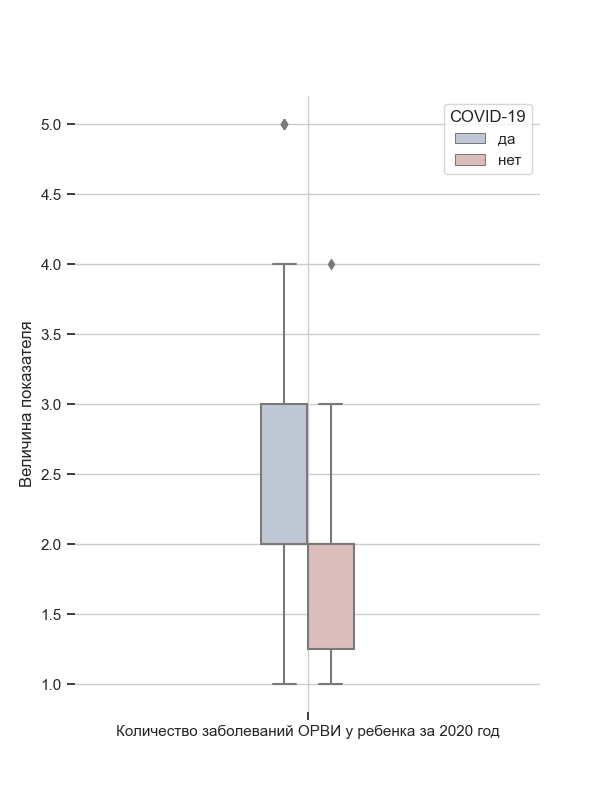 COVID-19
да
нет
5.0
4.5
4.0
3.5
3.0
2.5
2.0
1.5
1.0
Величина показателя
Количество заболеваний ОРВИ у ребенка за 2020 год